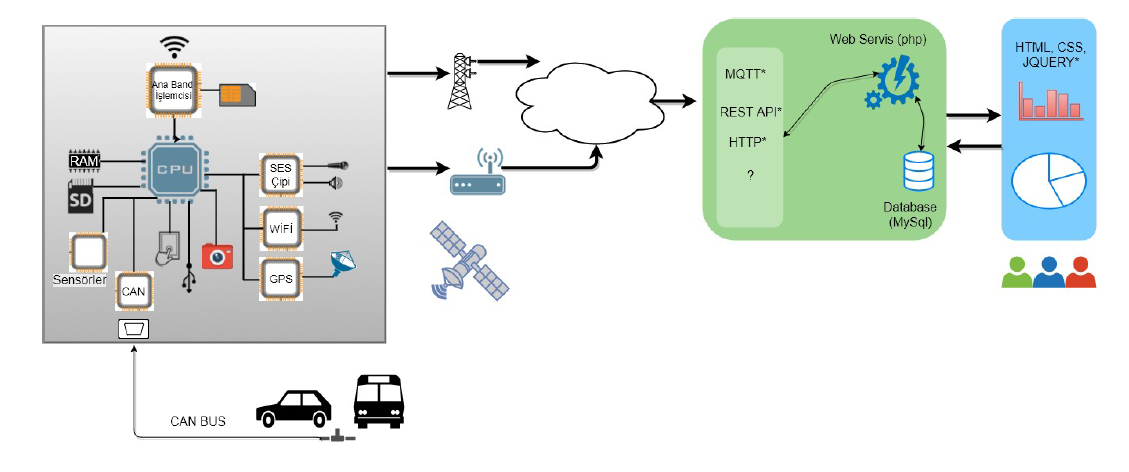 Ana Band
İşlemcisi
RAM
CPU
SD
SES
Çipi
WiFi
GPS
Sensörler
CAN
CAN BUS
Web Servis (php)
MQTT*
REST API*
HTTP*
?
Database
(MySql)
HTML, CSS,
JQUERY*